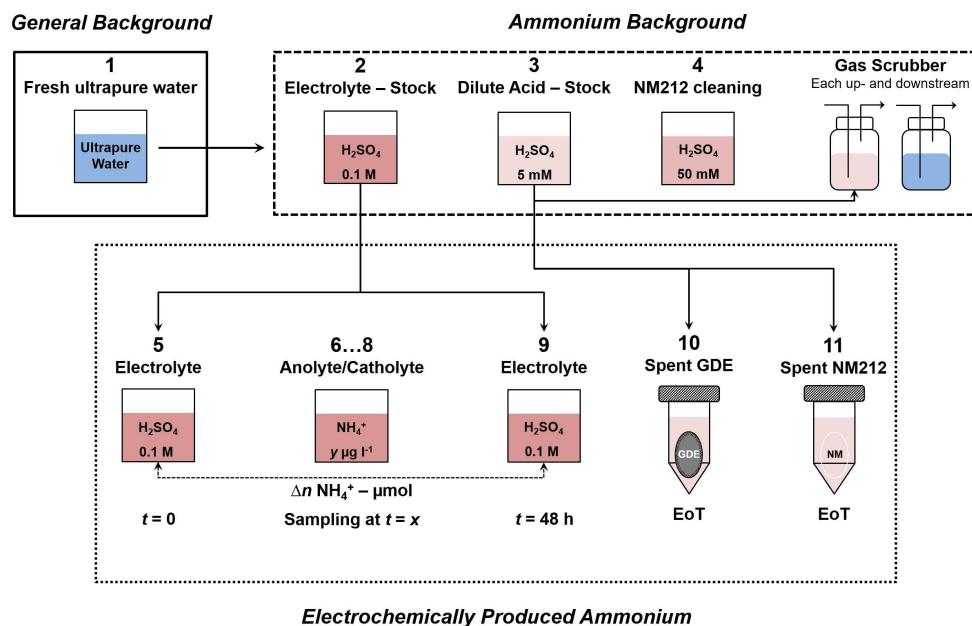 General Background
Ammonium Background
1
Fresh ultrapure water
Ultrapure
Water
2
Electrolyte – Stock
H₂SO₄
0.1 M
3
Dilute Acid – Stock
H₂SO₄
5 mM
4
NM212 cleaning
H₂SO₄
50 mM
Gas Scrubber
Each up- and downstream
5
Electrolyte
H₂SO₄
0.1 M
t = 0
6...8
Anolyte/Catholyte
NH₄⁺
y µg l⁻¹
Δn NH₄⁺ – µmol
Sampling at t = x
9
Electrolyte
H₂SO₄
0.1 M
t = 48 h
10
Spent GDE
GDE
EoT
11
Spent NM212
NM
EoT
Electrochemically Produced Ammonium